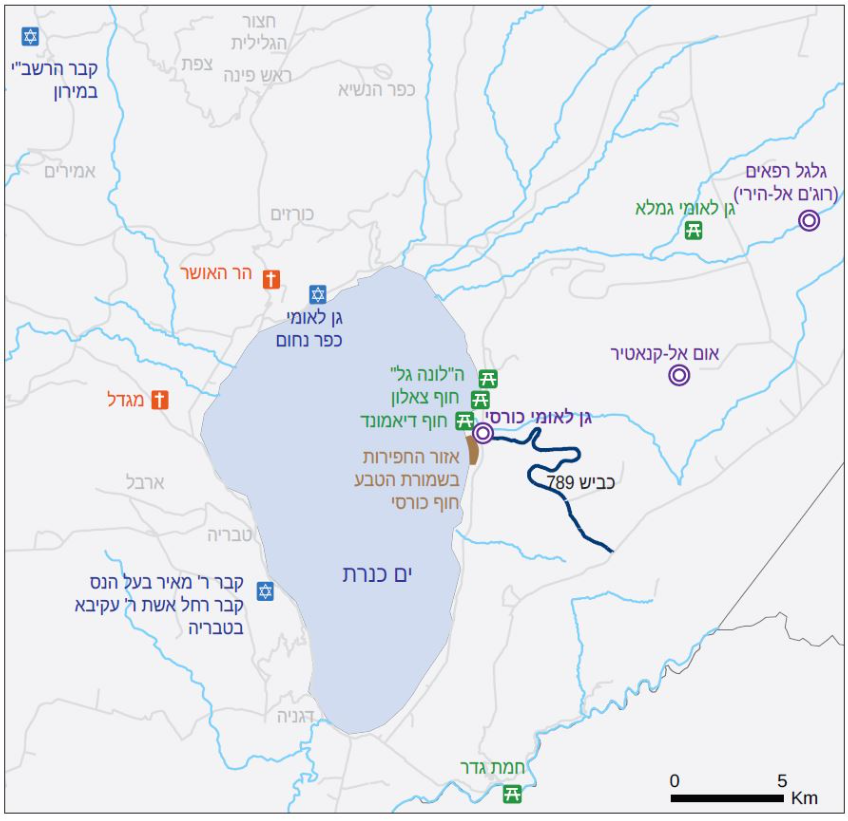 חצור
הגלילית
צפת
ראש פינה
כפר הנשיא
קבר הרשב"י
במירון
אמירים
כורזים
גלגל רפאים
(רוג'ם אל-הירי)
גן לאומי גמלא
הר האושר
גן לאומי
כפר נחום
אום אל-קנאטיר
ה"לונה גל"
חוף צאלון
חוף דיאמונד
גן לאומי כורסי
מגדל
אזור החפירות
בשמורת הטבע
חוף כורסי
כביש 789
ארבל
טבריה
ים כנרת
קבר ר' מאיר בעל הנס
קבר רחל אשת ר' עקיבא
בטבריה
דגניה
חמת גדר
0 5
Km